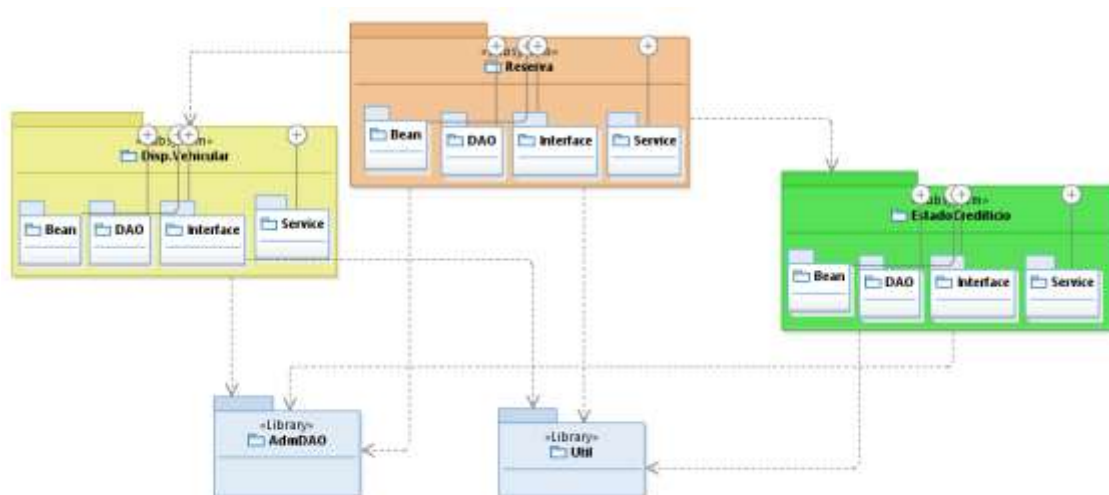 Reserva
Bean
DAO
Interface
Service
Disp.Vehicular
Bean
DAO
Interface
Service
EstadoCrediticio
Bean
DAO
Interface
Service
«Library»
AdmDAO
«Library»
Util